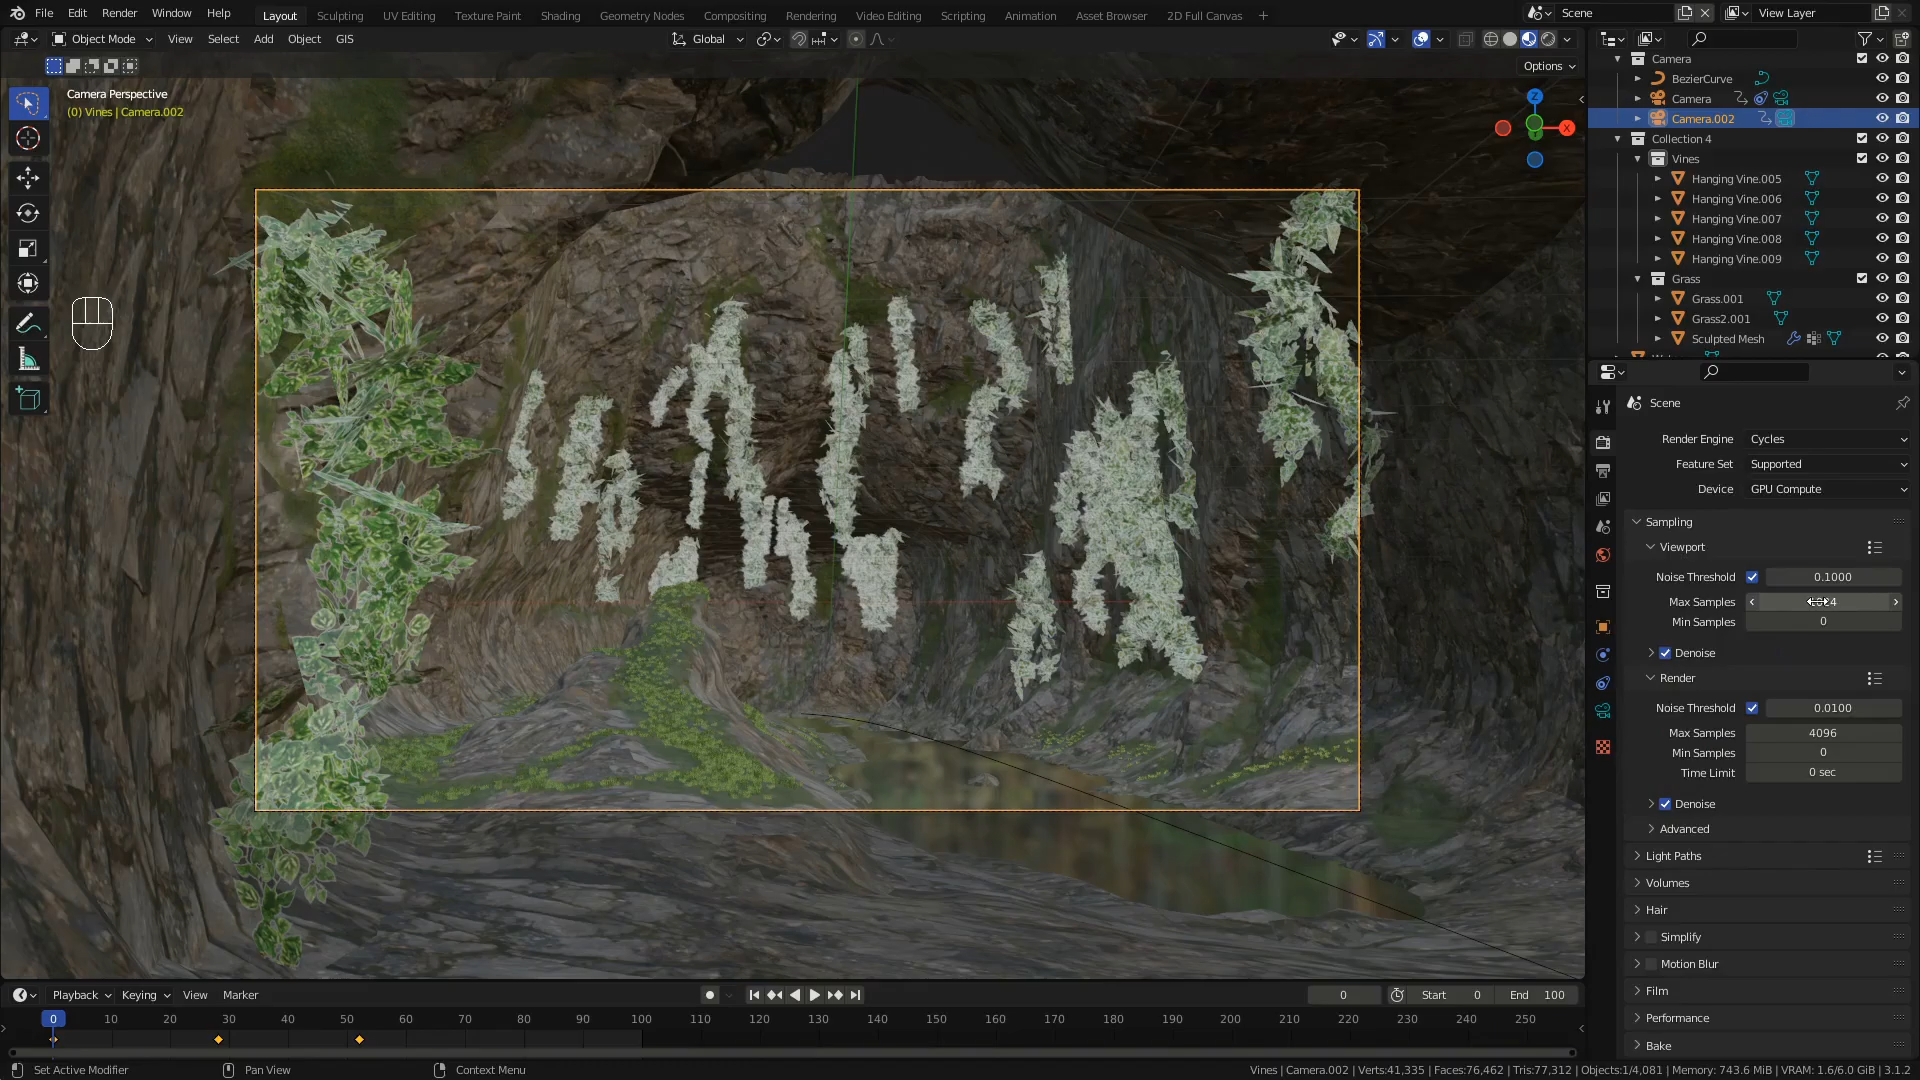 File Edit Render Window Help
Layout Sculpting UV Editing Texture Paint Shading Geometry Nodes Compositing Rendering Video Editing Scripting Animation Asset Browser 2D Full Canvas +
Scene View Layer
Object Mode View Select Add Object GIS
Global
Options
Camera Perspective
(0) Vines | Camera.002
Z
X
Camera
BezierCurve
Camera
Camera.002
Collection 4
Vines
Hanging Vine.005
Hanging Vine.006
Hanging Vine.007
Hanging Vine.008
Hanging Vine.009
Grass
Grass.001
Grass2.001
Sculpted Mesh
Scene
Render Engine Cycles
Feature Set Supported
Device GPU Compute
Sampling
Viewport
Noise Threshold 0.1000
Max Samples
Min Samples 0
Denoise
Render
Noise Threshold 0.0100
Max Samples 4096
Min Samples 0
Time Limit 0 sec
Denoise
Advanced
Light Paths
Volumes
Hair
Simplify
Motion Blur
Film
Performance
Bake
Playback Keying View Marker
0 Start 0 End 100
0 10 20 30 40 50 60 70 80 90 100 110 120 130 140 150 160 170 180 190 200 210 220 230 240 250
Set Active Modifier Pan View Context Menu
Vines | Camera.002 | Verts:41,335 | Faces:76,462 | Tris:77,312 | Objects:1/4,081 | Memory: 743.6 MiB | VRAM: 1.6/6.0 GiB | 3.1.2